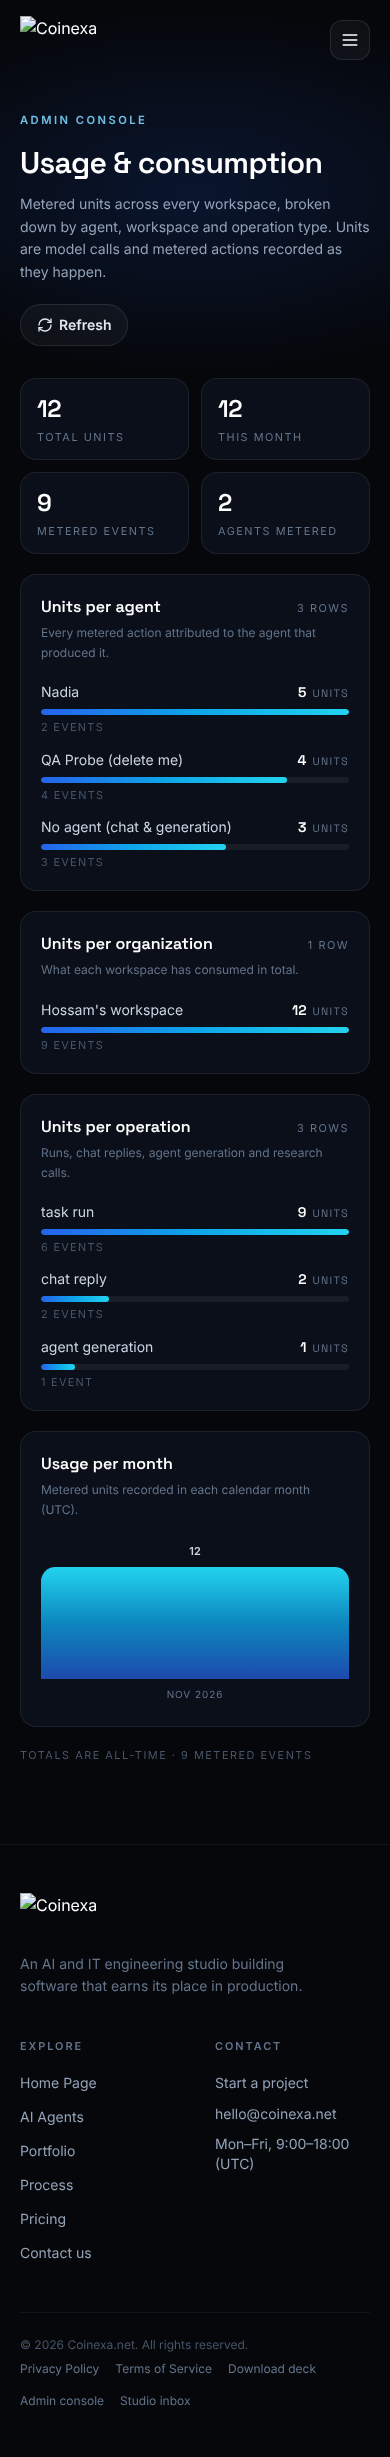 Coinexa
ADMIN CONSOLE
Usage & consumption
Metered units across every workspace, broken
down by agent, workspace and operation type. Units
are model calls and metered actions recorded as
they happen.
Refresh
12
TOTAL UNITS
12
THIS MONTH
9
METERED EVENTS
2
AGENTS METERED
Units per agent
3 ROWS
Every metered action attributed to the agent that
produced it.
Nadia
5 UNITS
2 EVENTS
QA Probe (delete me)
4 UNITS
4 EVENTS
No agent (chat & generation)
3 UNITS
3 EVENTS
Units per organization
1 ROW
What each workspace has consumed in total.
Hossam's workspace
12 UNITS
9 EVENTS
Units per operation
3 ROWS
Runs, chat replies, agent generation and research
calls.
task run
9 UNITS
6 EVENTS
chat reply
2 UNITS
2 EVENTS
agent generation
1 UNITS
1 EVENT
Usage per month
Metered units recorded in each calendar month
(UTC).
12
NOV 2026
TOTALS ARE ALL-TIME · 9 METERED EVENTS
Coinexa
An AI and IT engineering studio building
software that earns its place in production.
EXPLORE
Home Page
AI Agents
Portfolio
Process
Pricing
Contact us
CONTACT
Start a project
hello@coinexa.net
Mon–Fri, 9:00–18:00
(UTC)
© 2026 Coinexa.net. All rights reserved.
Privacy Policy Terms of Service Download deck
Admin console Studio inbox